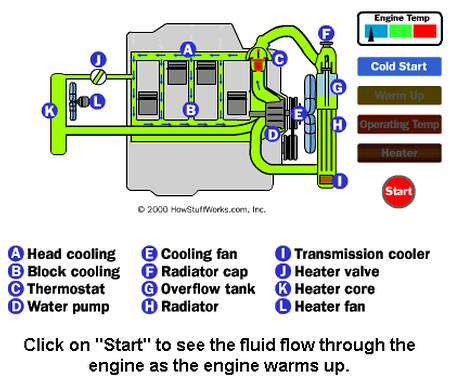 Engine Temp
Cold Start
Warm Up
Operating Temp
Heater
Start
A
J
F
C
G
K
L
B
E
D
H
I
© 2000 HowStuffWorks.com, Inc.
A Head cooling E Cooling fan I Transmission cooler
B Block cooling F Radiator cap J Heater valve
C Thermostat G Overflow tank K Heater core
D Water pump H Radiator L Heater fan
Click on "Start" to see the fluid flow through the
engine as the engine warms up.